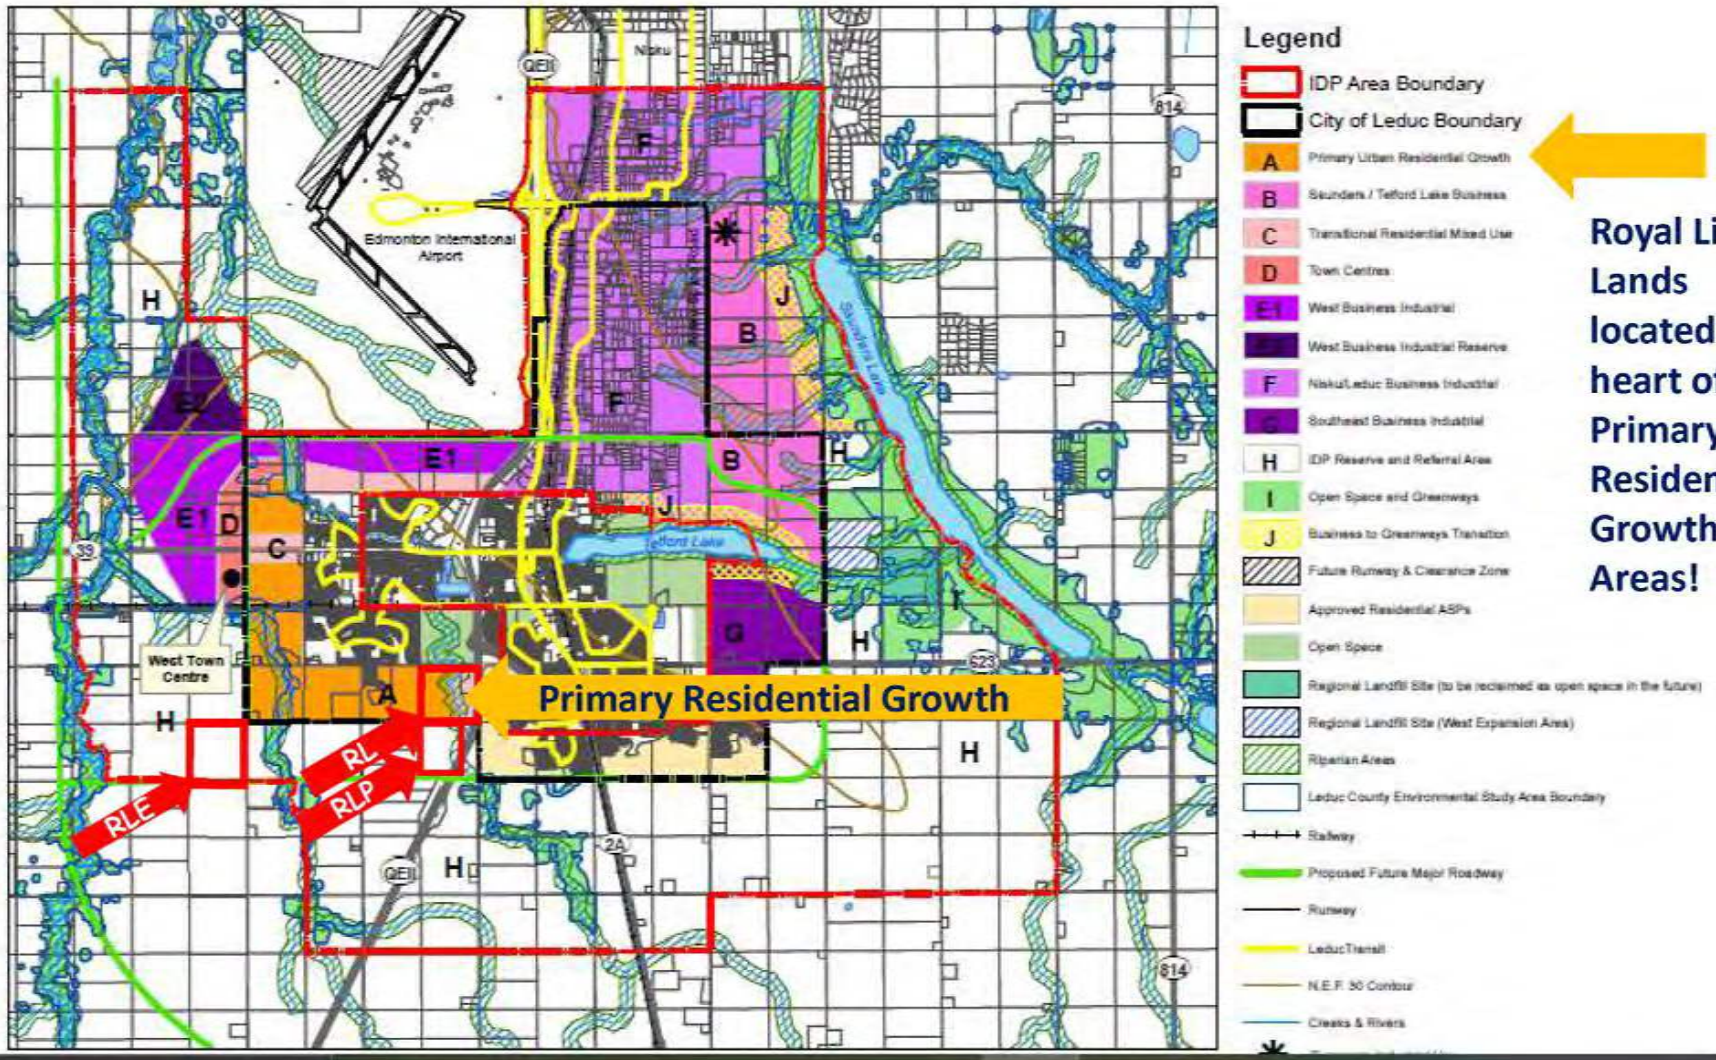 Legend
IDP Area Boundary
City of Leduc Boundary
A Primary Urban Residential Growth
B Saunders / Telford Lake Business
C Transitional Residential Mixed Use
D Town Centres
E1 West Business Industrial
West Business Industrial Reserve
F Nisku/Leduc Business Industrial
G Southeast Business Industrial
H IDP Reserve and Referral Area
I Open Space and Greenways
J Business to Greenways Transition
Future Runway & Clearance Zone
Approved Residential ASPs
Open Space
Regional Landfill Site (to be reclaimed as open space in the future)
Regional Landfill Site (West Expansion Area)
Riparian Areas
Leduc County Environmental Study Area Boundary
Railway
Proposed Future Major Roadway
Runway
Leduc Transit
N.E.F. 30 Contour
Creeks & Rivers
Royal Li
Lands
located
heart of
Primary
Residen
Growth
Areas!
Nisku
QEII
814
Edmonton International
Airport
F
H
J
B
Saunders Lake
F
E1
B
H
E1
D
J
39
C
Telford Lake
I
G
H
623
West Town
Centre
A
Primary Residential Growth
H
RL
H
RLP
RLE
2A
QEII
H
814